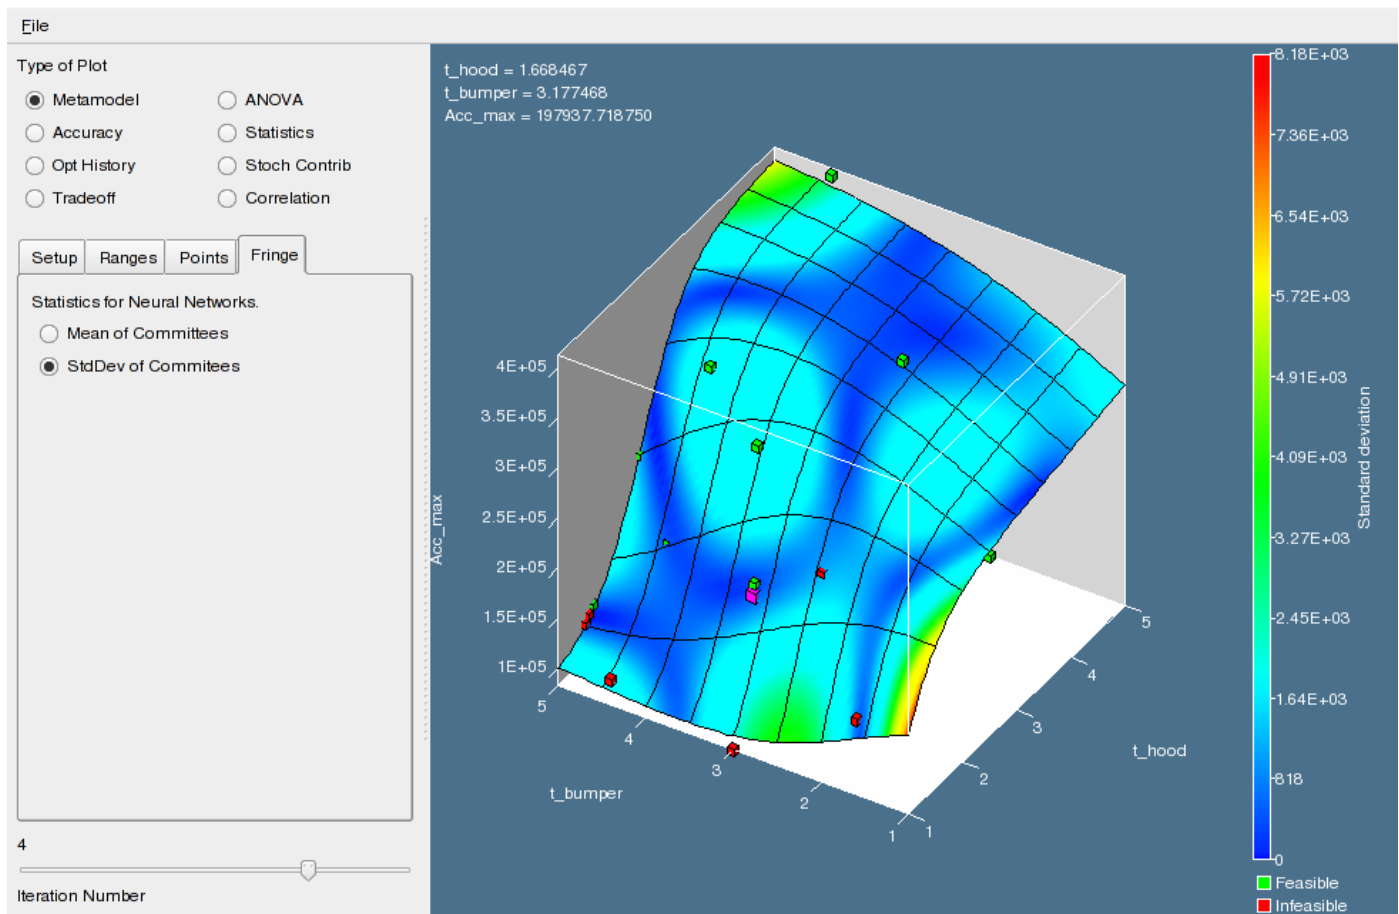 File
Type of Plot
Metamodel
ANOVA
Accuracy
Statistics
Opt History
Stoch Contrib
Tradeoff
Correlation
Setup
Ranges
Points
Fringe
Statistics for Neural Networks.
Mean of Committees
StdDev of Commitees
4
Iteration Number
t_hood = 1.668467
t_bumper = 3.177468
Acc_max = 197937.718750
4E+05
3.5E+05
3E+05
2.5E+05
2E+05
1.5E+05
1E+05
Acc_max
5
4
3
2
1
t_bumper
1
2
3
4
5
t_hood
8.18E+03
7.36E+03
6.54E+03
5.72E+03
4.91E+03
4.09E+03
3.27E+03
2.45E+03
1.64E+03
818
0
Standard deviation
Feasible
Infeasible